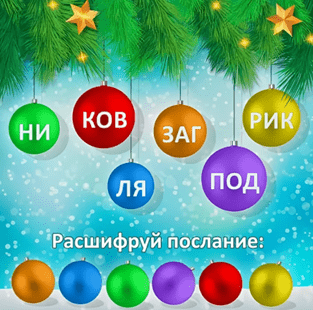 НИ
КОВ
ЗАГ
РИК
ЛЯ
ПОД
Расшифруй послание: